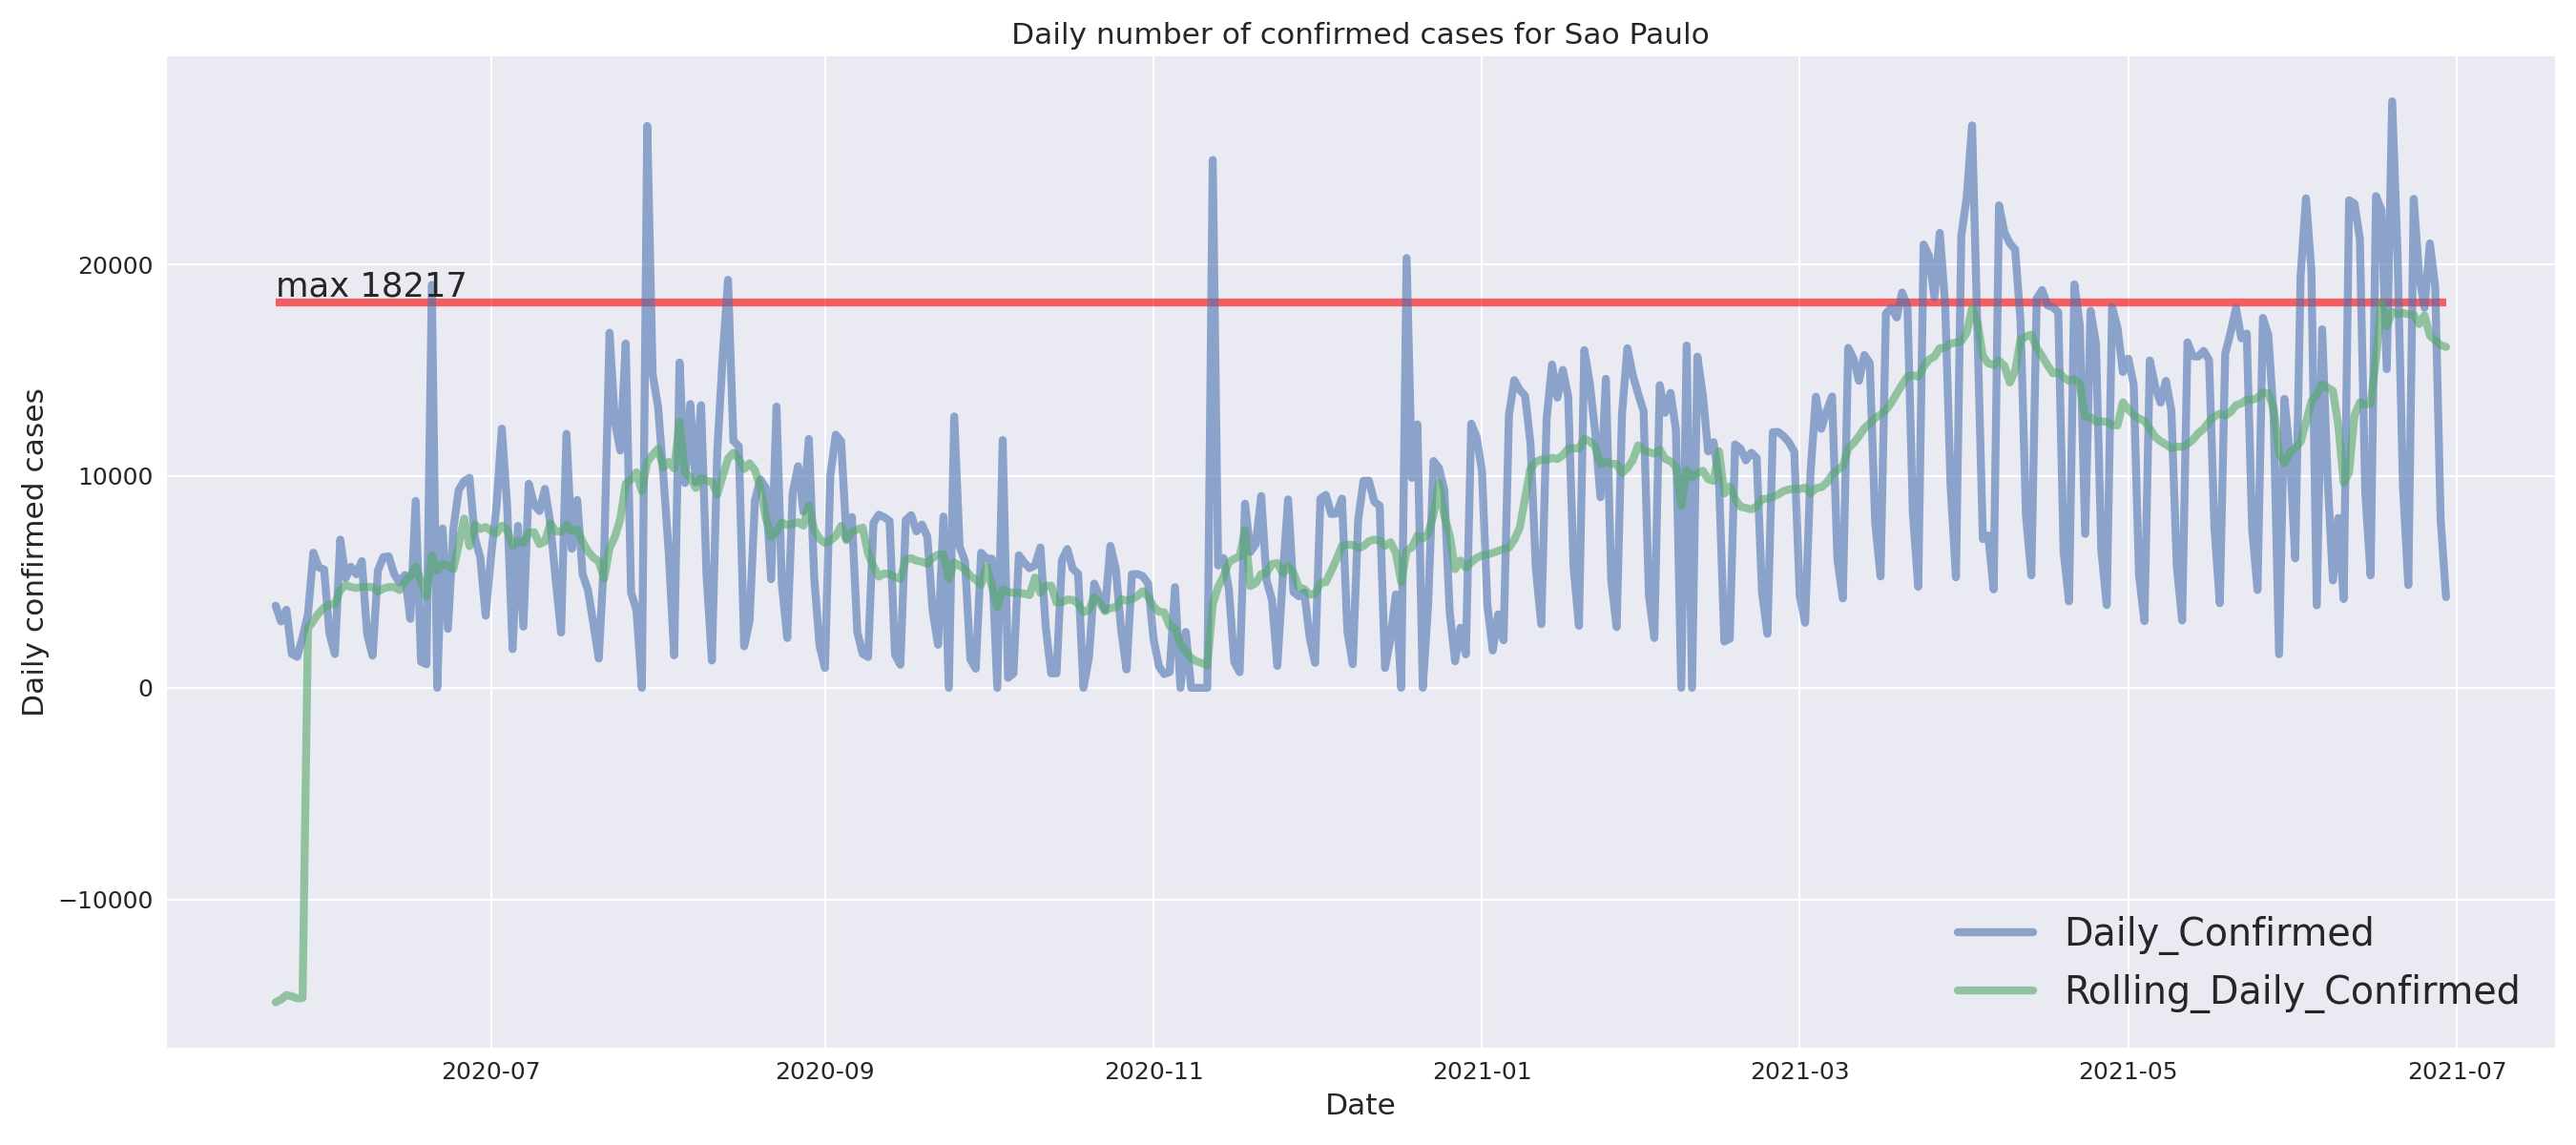 Daily number of confirmed cases for Sao Paulo
Daily confirmed cases
20000
10000
0
−10000
max 18217
Daily_Confirmed
Rolling_Daily_Confirmed
2020-07 2020-09 2020-11 2021-01 2021-03 2021-05 2021-07
Date